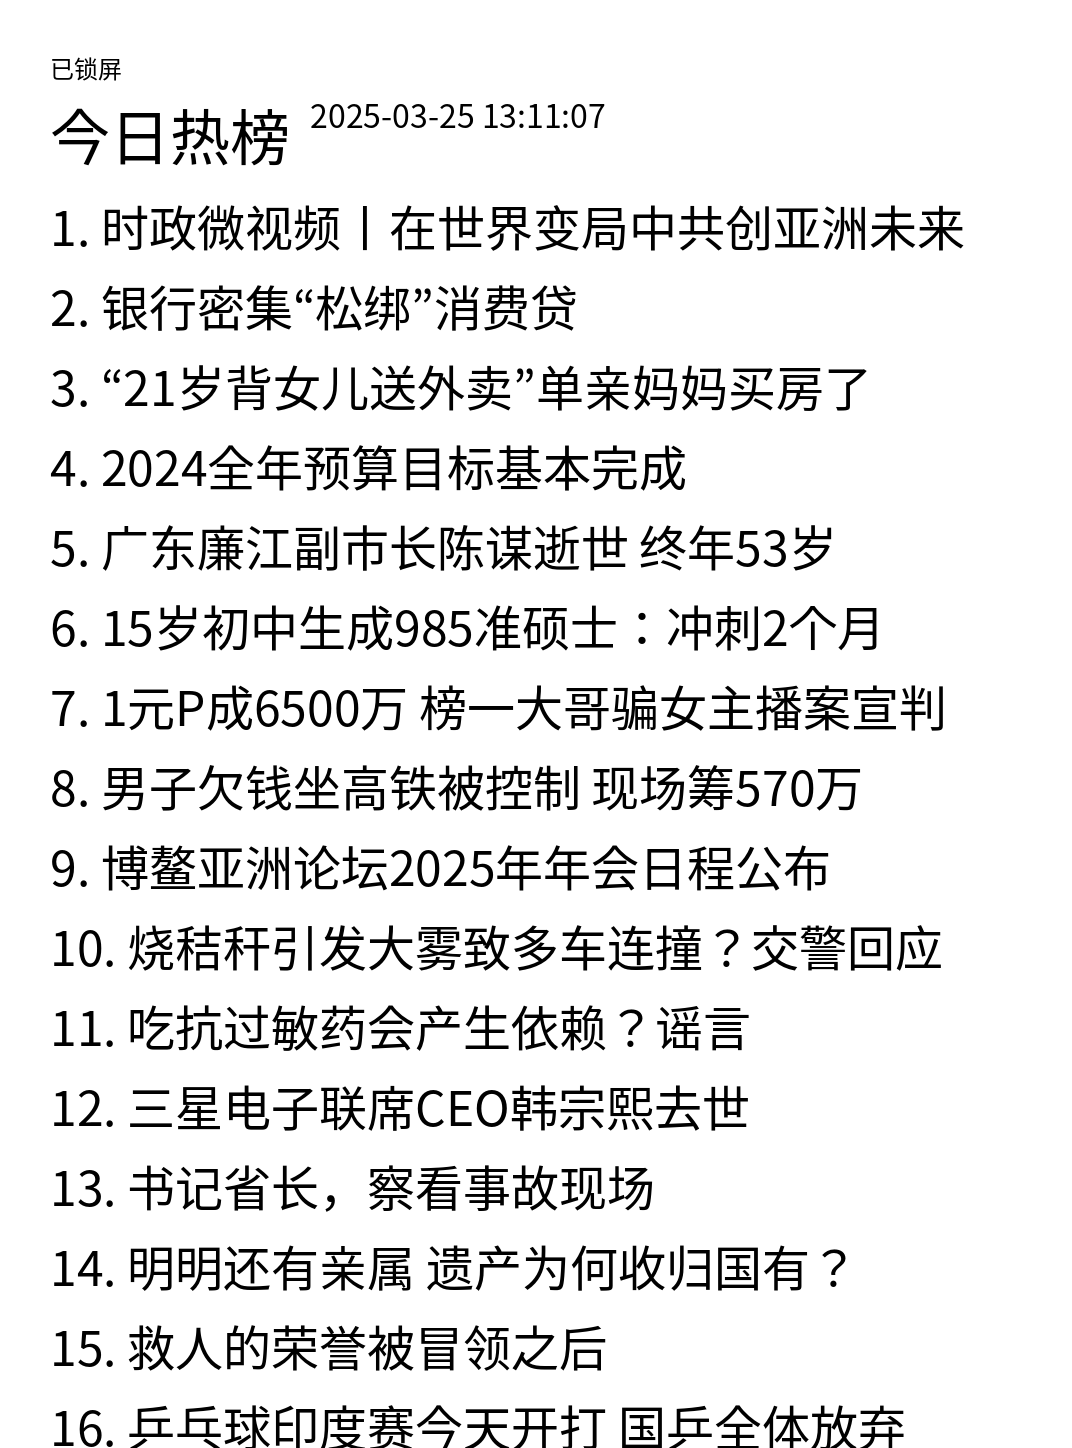 已锁屏
今日热榜 2025-03-25 13:11:07
1. 时政微视频丨在世界变局中共创亚洲未来
2. 银行密集“松绑”消费贷
3. “21岁背女儿送外卖”单亲妈妈买房了
4. 2024全年预算目标基本完成
5. 广东廉江副市长陈谋逝世 终年53岁
6. 15岁初中生成985准硕士：冲刺2个月
7. 1元P成6500万 榜一大哥骗女主播案宣判
8. 男子欠钱坐高铁被控制 现场筹570万
9. 博鳌亚洲论坛2025年年会日程公布
10. 烧秸秆引发大雾致多车连撞？交警回应
11. 吃抗过敏药会产生依赖？谣言
12. 三星电子联席CEO韩宗熙去世
13. 书记省长，察看事故现场
14. 明明还有亲属 遗产为何收归国有？
15. 救人的荣誉被冒领之后
16. 乒乓球印度赛今天开打 国乒全体放弃